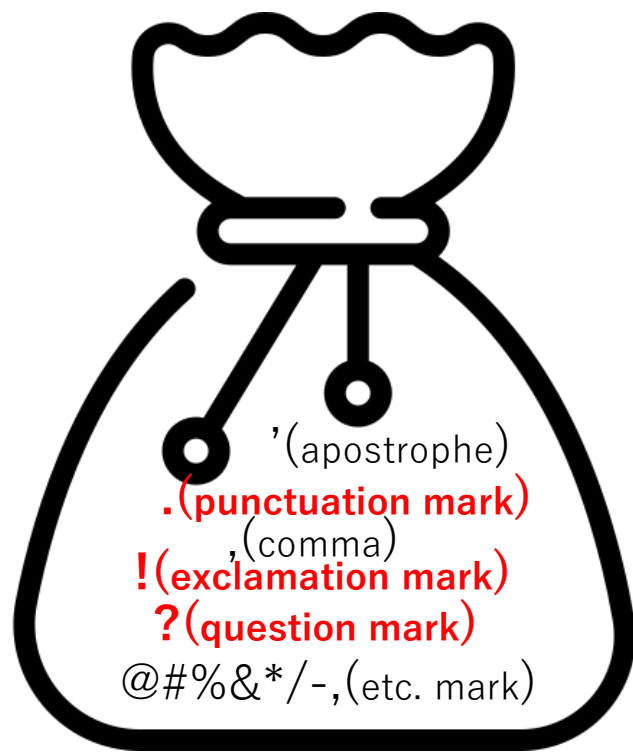 ’(apostrophe)
.(punctuation mark)
,(comma)
!(exclamation mark)
?(question mark)
@#%&*/-,(etc. mark)